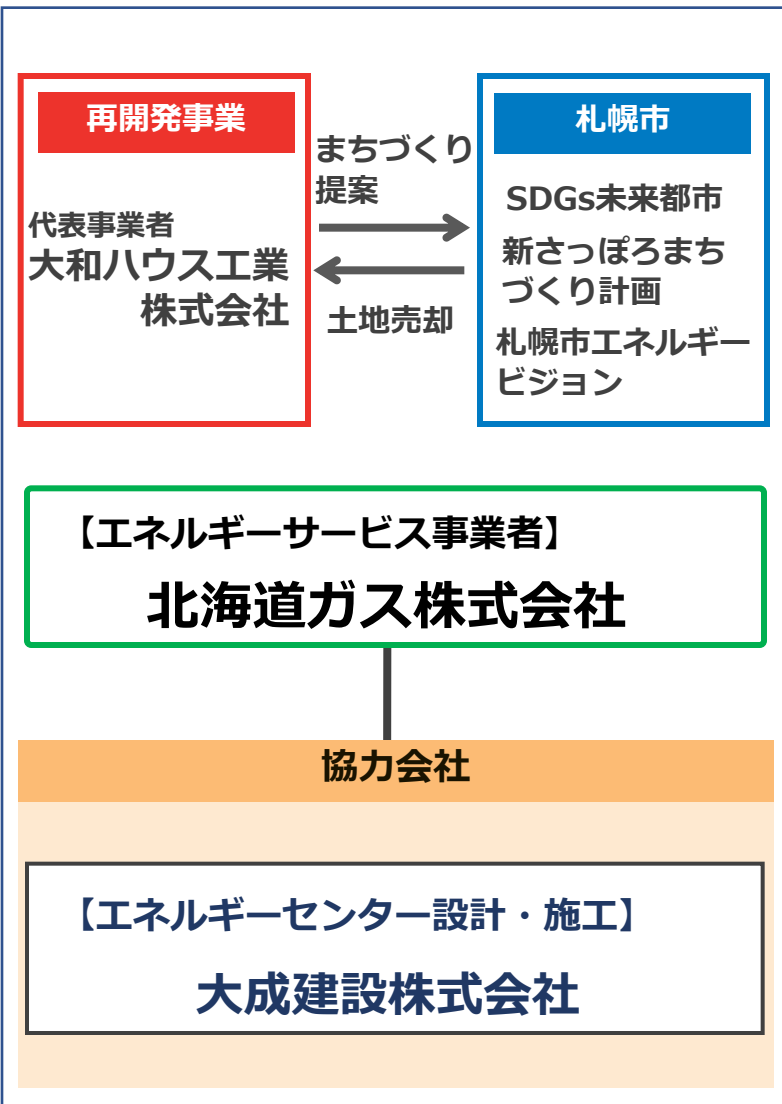 再開発事業
代表事業者
大和ハウス工業
株式会社
まちづくり
提案
土地売却
札幌市
SDGs未来都市
新さっぽろまち
づくり計画
札幌市エネルギー
ビジョン
【エネルギーサービス事業者】
北海道ガス株式会社
協力会社
【エネルギーセンター設計・施工】
大成建設株式会社